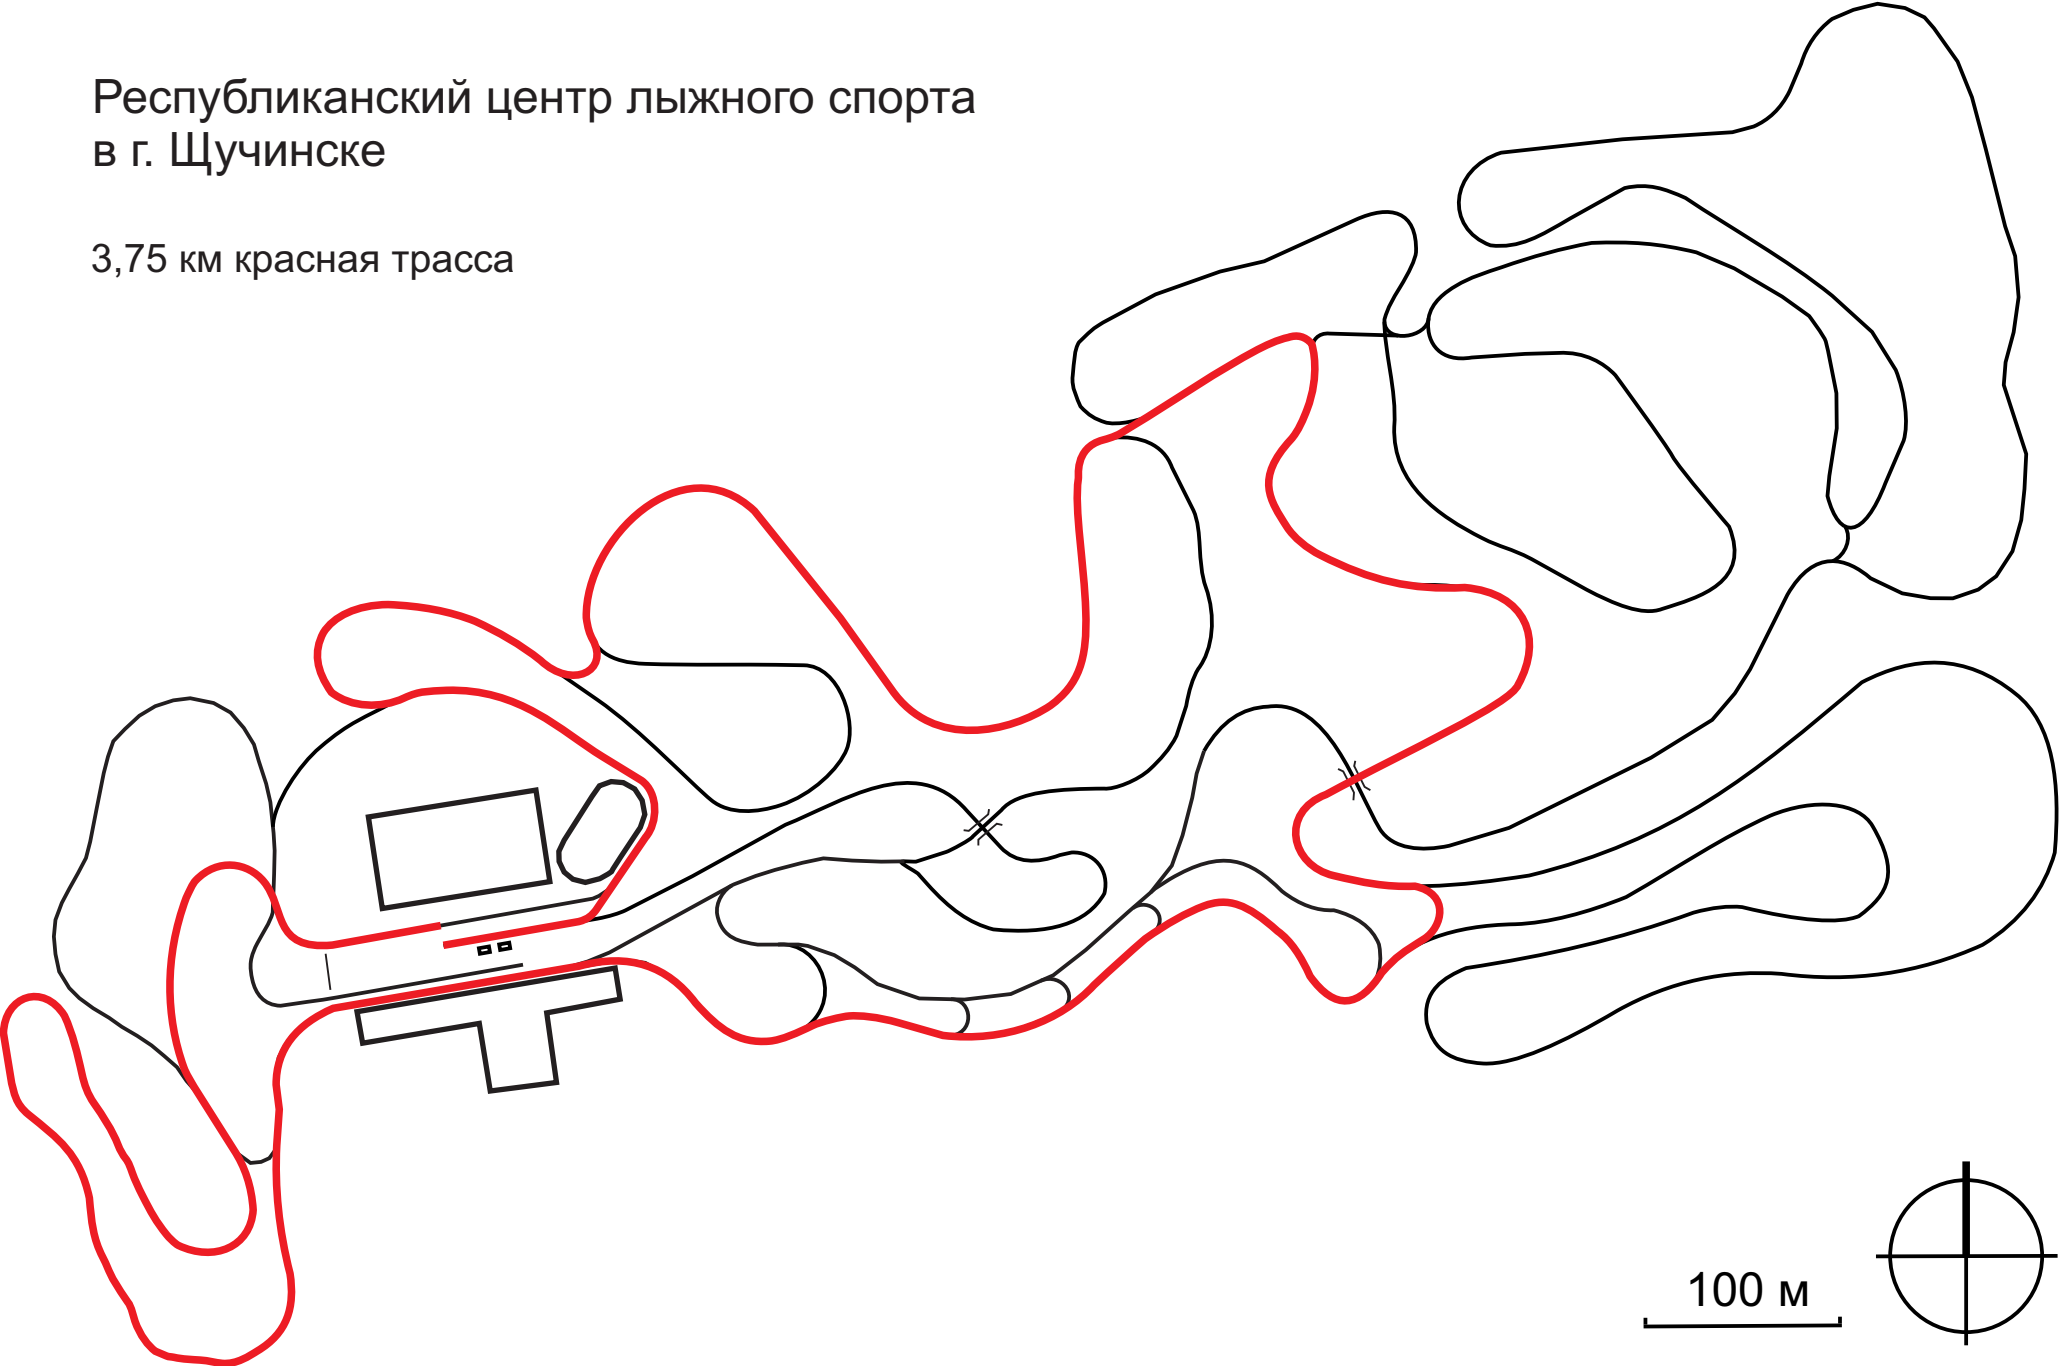 Республиканский центр лыжного спорта
в г. Щучинске
3,75 км красная трасса
100 м